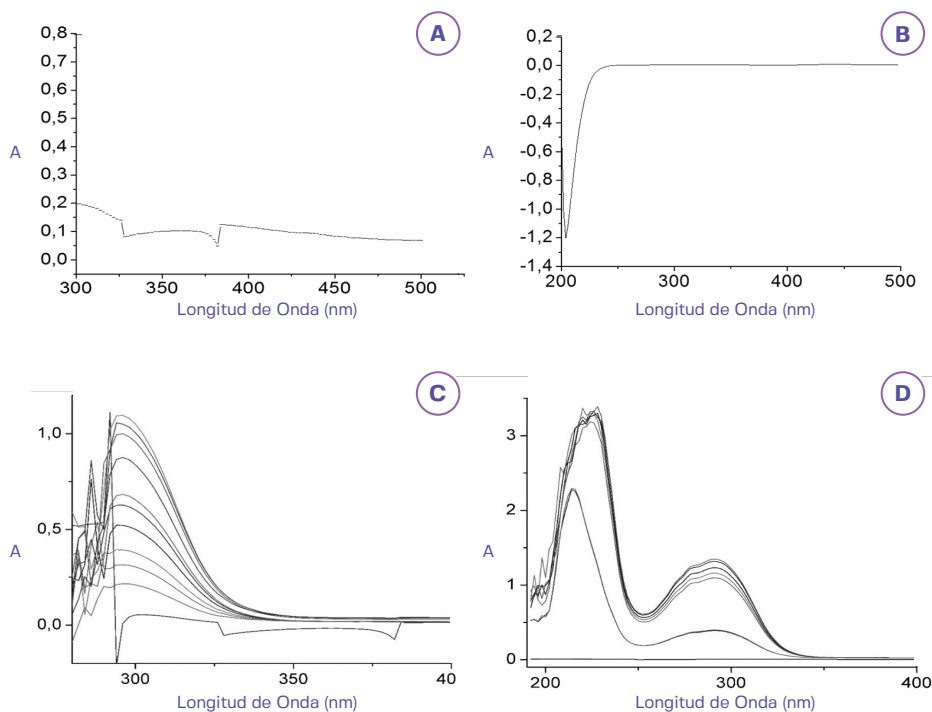 A
0,8
0,7
0,6
0,5
0,4
0,3
0,2
0,1
0,0
A
300 350 400 450 500
Longitud de Onda (nm)
B
0,2
0,0
-0,2
-0,4
-0,6
-0,8
-1,0
-1,2
-1,4
A
200 300 400 500
Longitud de Onda (nm)
C
1,0
0,5
0,0
A
300 350 40
Longitud de Onda (nm)
D
3
2
1
0
A
200 300 400
Longitud de Onda (nm)